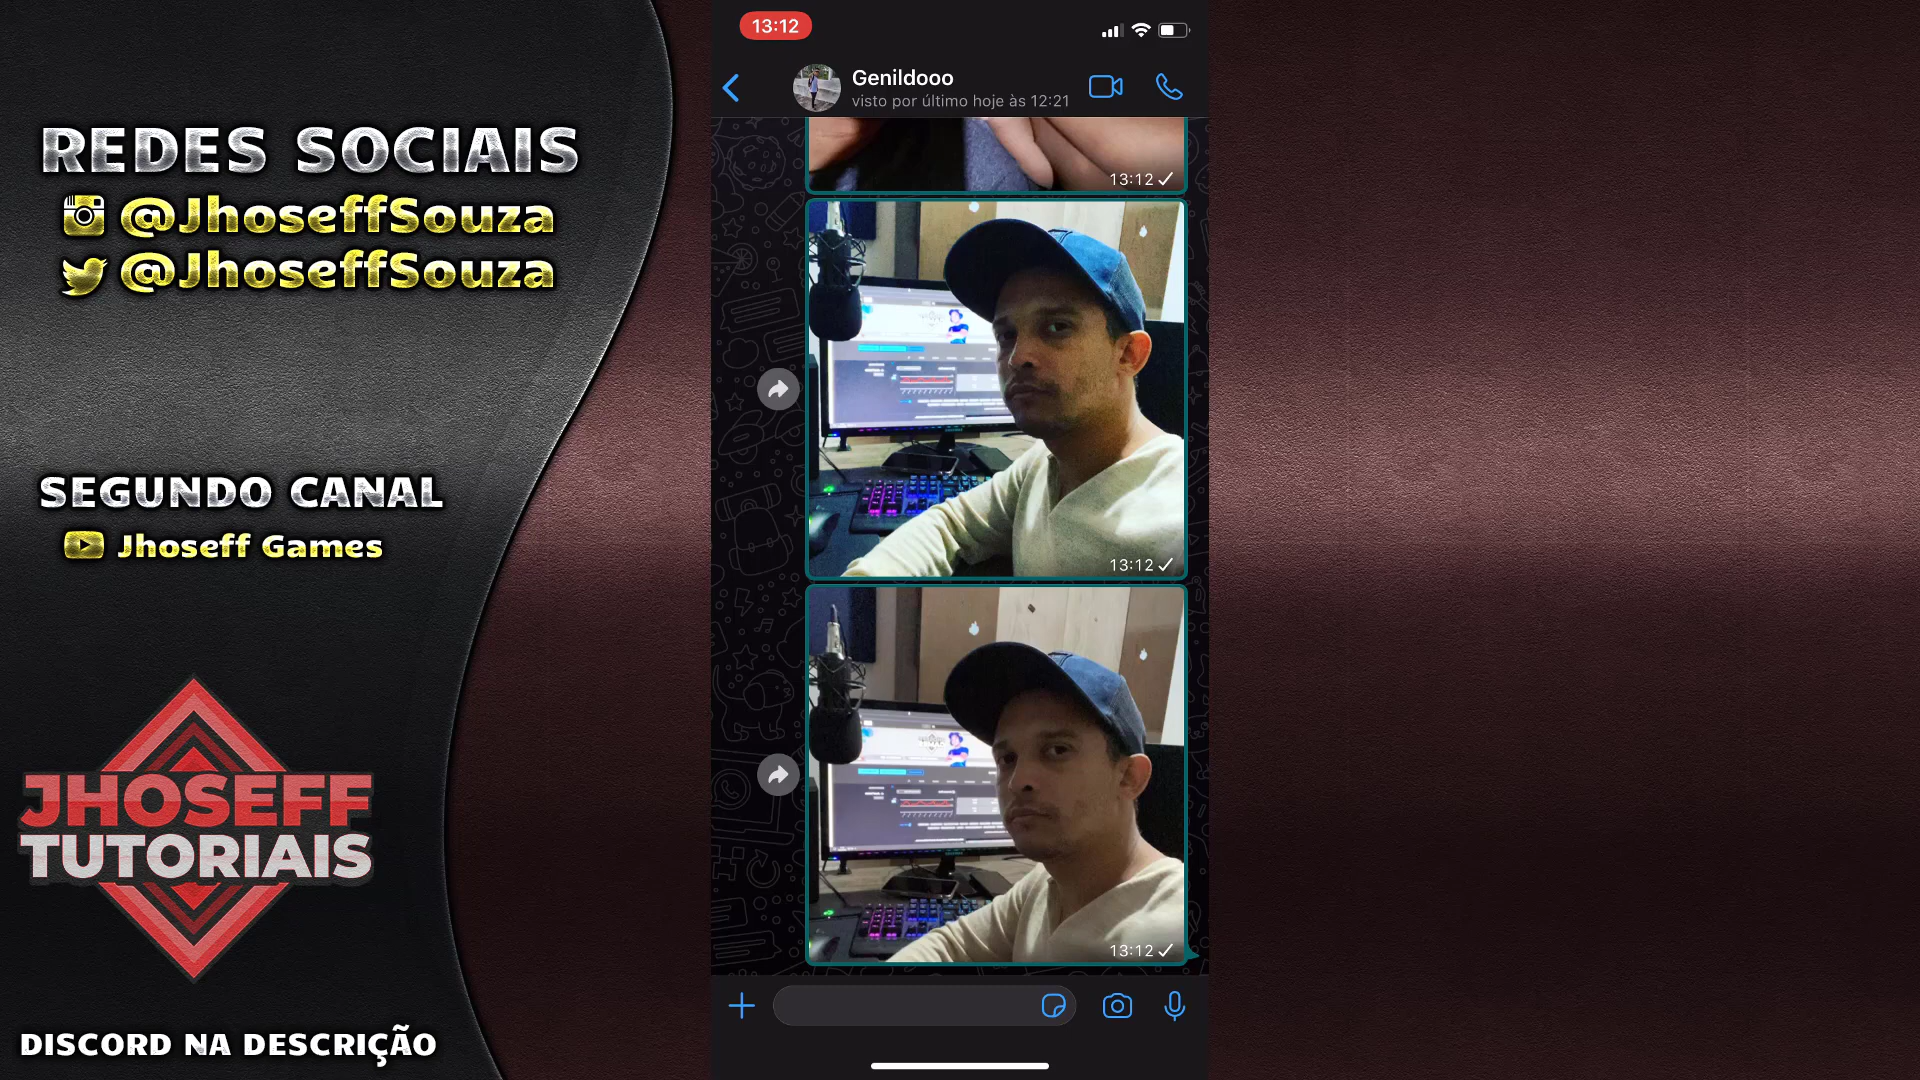 REDES SOCIAIS
@JhoseffSouza
@JhoseffSouza
SEGUNDO CANAL
Jhoseff Games
JHOSEFF
TUTORIAIS
DISCORD NA DESCRIÇÃO
13:12
Genildooo
visto por último hoje às 12:21
13:12
13:12
13:12